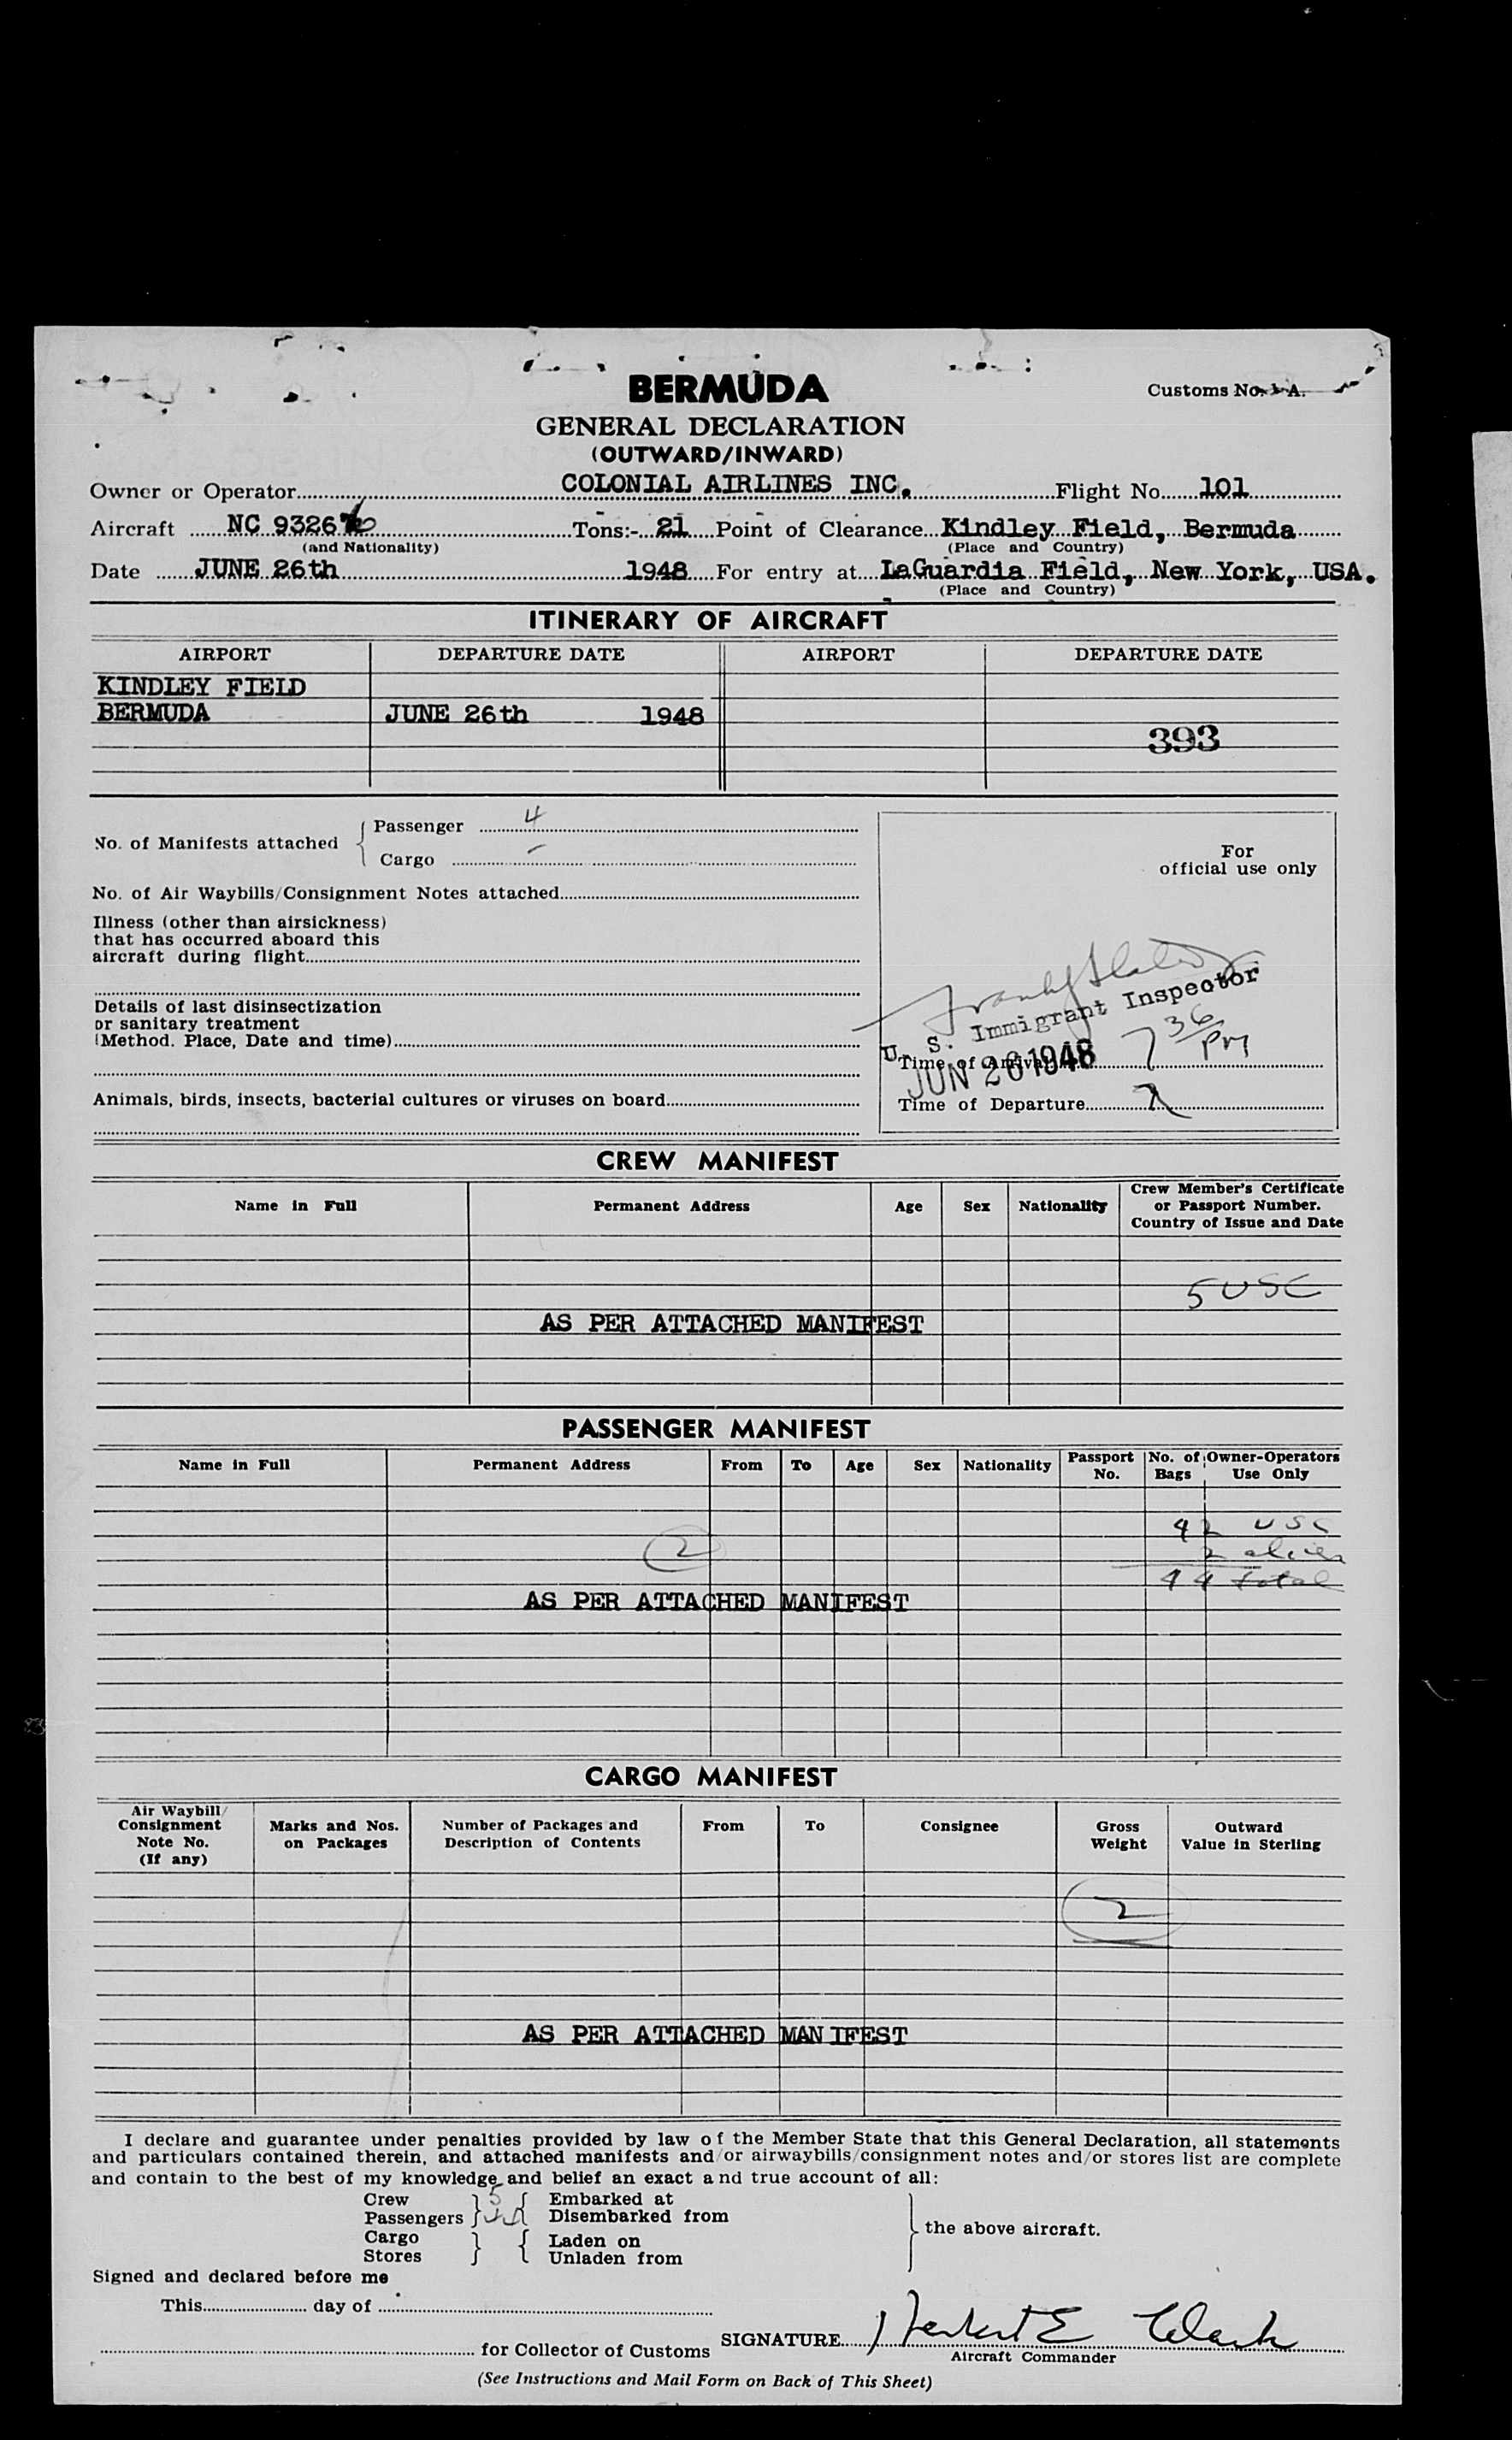 BERMUDA
Customs No. 1 A.
GENERAL DECLARATION
(OUTWARD/INWARD)
Owner or Operator COLONIAL AIRLINES INC. Flight No. 101
Aircraft NC 9326 Tons:- 21 Point of Clearance Kindley Field, Bermuda
(and Nationality) (Place and Country)
Date JUNE 26th 1948 For entry at LaGuardia Field, New York, USA.
(Place and Country)
ITINERARY OF AIRCRAFT
AIRPORT DEPARTURE DATE AIRPORT DEPARTURE DATE
KINDLEY FIELD
BERMUDA JUNE 26th 1948
393
No. of Manifests attached
Passenger 4
Cargo -
For
official use only
No. of Air Waybills/Consignment Notes attached
Illness (other than airsickness)
that has occurred aboard this
aircraft during flight
Details of last disinsectization
or sanitary treatment
(Method. Place, Date and time)
U. S. Immigrant Inspector
Time of Arrival 7 36 PM
JUN 26 1948
Animals, birds, insects, bacterial cultures or viruses on board
Time of Departure
CREW MANIFEST
Name in Full Permanent Address Age Sex Nationality Crew Member's Certificate
or Passport Number.
Country of Issue and Date
5 USC
AS PER ATTACHED MANIFEST
PASSENGER MANIFEST
Name in Full Permanent Address From To Age Sex Nationality Passport No. No. of Bags Owner-Operators Use Only
42 USC
2 2 alien
44 total
AS PER ATTACHED MANIFEST
CARGO MANIFEST
Air Waybill/
Consignment
Note No.
(If any)
Marks and Nos.
on Packages
Number of Packages and
Description of Contents
From To Consignee
Gross
Weight
Outward
Value in Sterling
2
AS PER ATTACHED MAN IFEST
I declare and guarantee under penalties provided by law of the Member State that this General Declaration, all statements
and particulars contained therein, and attached manifests and/or airwaybills/consignment notes and/or stores list are complete
and contain to the best of my knowledge and belief an exact and true account of all:
Crew 5 Embarked at
Passengers Disembarked from
the above aircraft.
Cargo Laden on
Stores Unladen from
Signed and declared before me
This day of
for Collector of Customs SIGNATURE Herbert E Clark
Aircraft Commander
(See Instructions and Mail Form on Back of This Sheet)